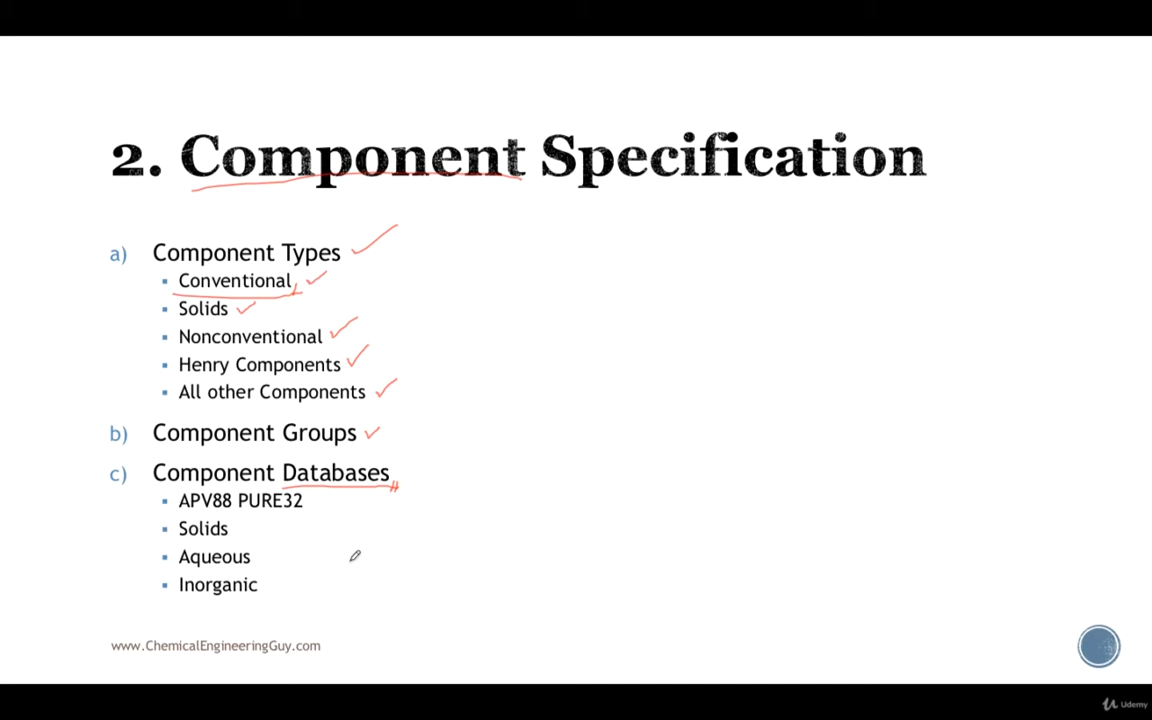 2. Component Specification
a) Component Types
▪ Conventional
▪ Solids
▪ Nonconventional
▪ Henry Components
▪ All other Components
b) Component Groups
c) Component Databases
▪ APV88 PURE32
▪ Solids
▪ Aqueous
▪ Inorganic
www.ChemicalEngineeringGuy.com
Udemy